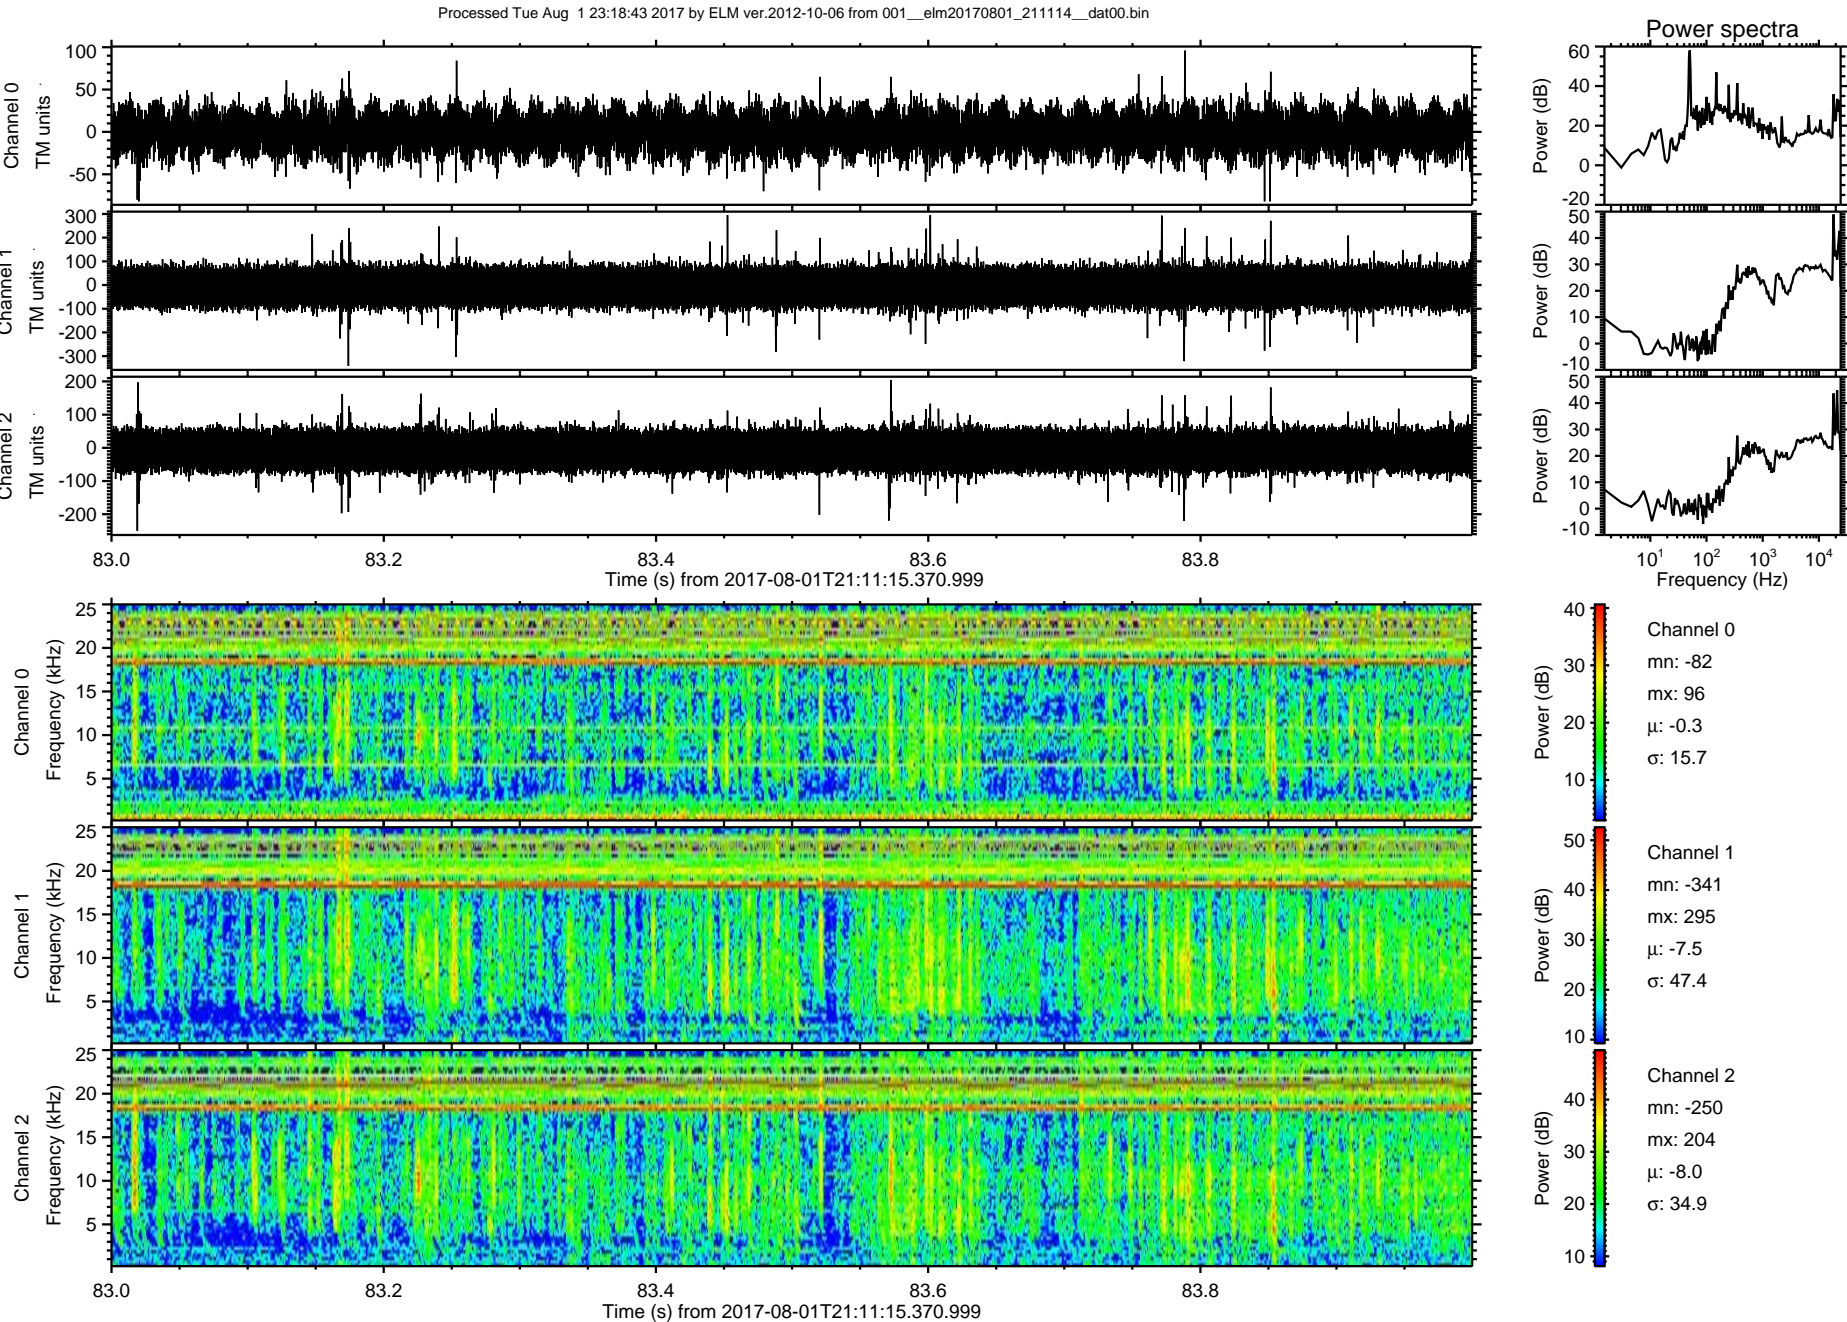 Processed Tue Aug 1 23:18:43 2017 by ELM ver.2012-10-06 from 001__elm20170801_211114__dat00.bin
Power spectra
Channel 0
TM units
100
50
0
-50
Power (dB)
60
40
20
0
-20
Channel 1
TM units
300
200
100
0
-100
-200
-300
Power (dB)
50
40
30
20
10
0
-10
Channel 2
TM units
200
100
0
-100
-200
Power (dB)
50
40
30
20
10
0
-10
83.0 83.2 83.4 83.6 83.8
Time (s) from 2017-08-01T21:11:15.370.999
10^1 10^2 10^3 10^4
Frequency (Hz)
Channel 0
Frequency (kHz)
25
20
15
10
5
Power (dB)
40
30
20
10
Channel 0
mn: -82
mx: 96
μ: -0.3
σ: 15.7
Channel 1
Frequency (kHz)
25
20
15
10
5
Power (dB)
50
40
30
20
10
Channel 1
mn: -341
mx: 295
μ: -7.5
σ: 47.4
Channel 2
Frequency (kHz)
25
20
15
10
5
Power (dB)
40
30
20
10
Channel 2
mn: -250
mx: 204
μ: -8.0
σ: 34.9
83.0 83.2 83.4 83.6 83.8
Time (s) from 2017-08-01T21:11:15.370.999